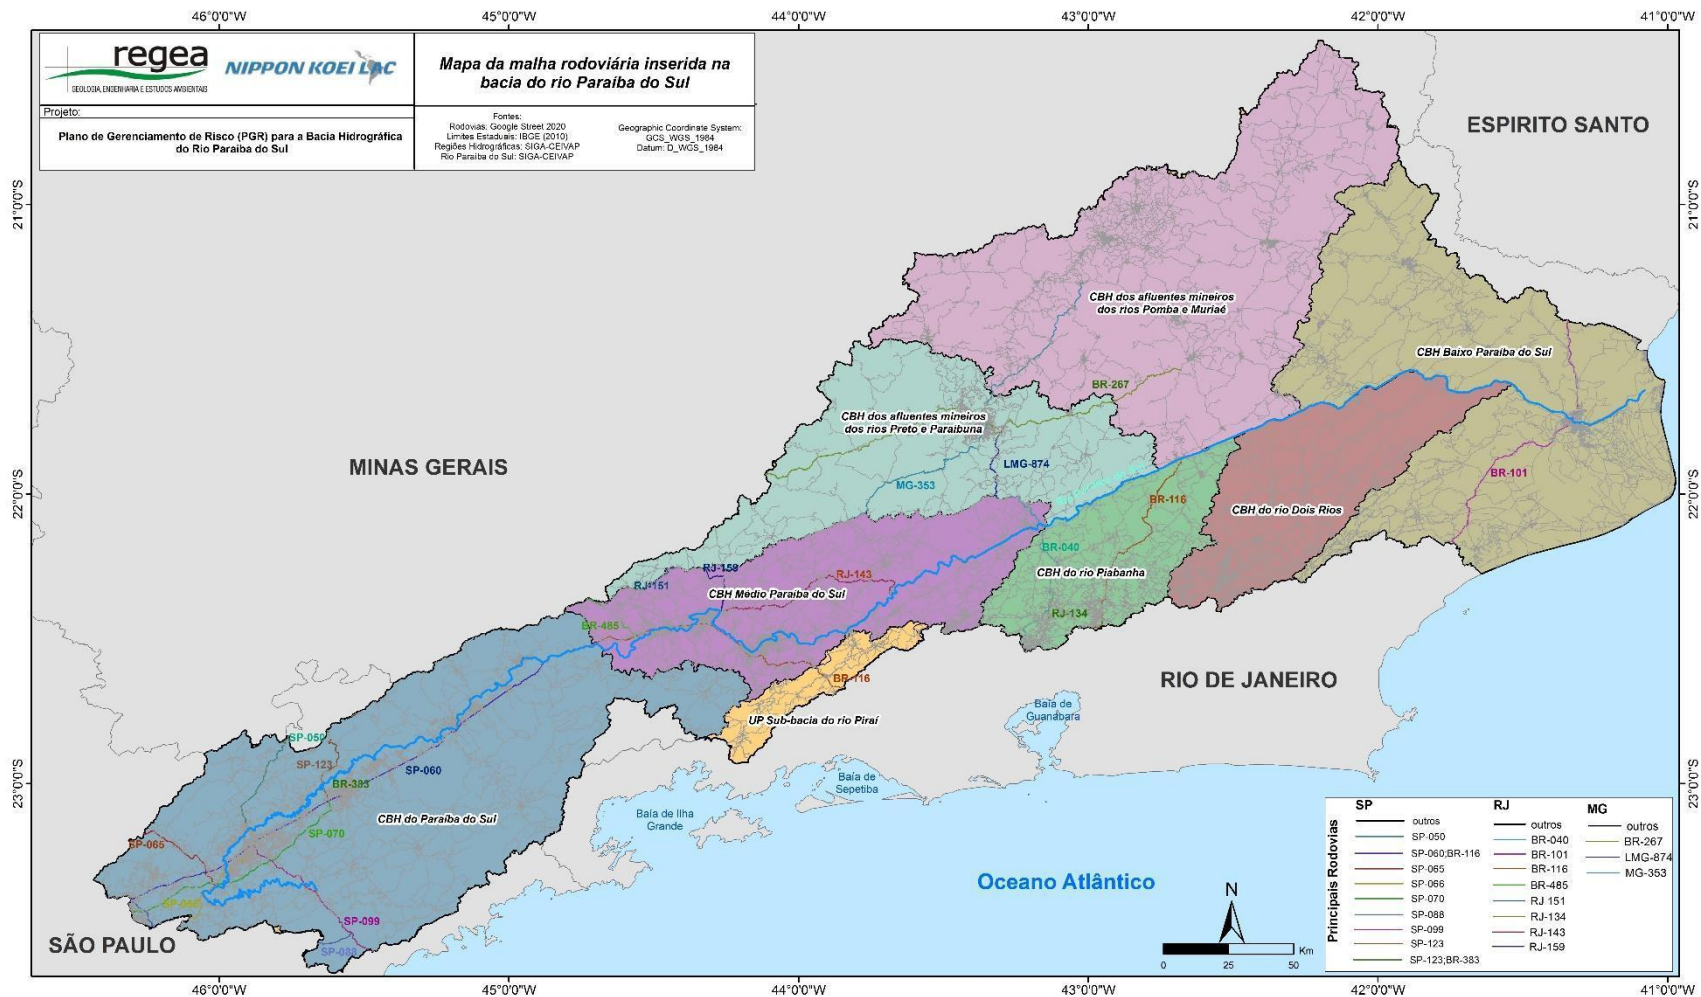 46°0'0"W 45°0'0"W 44°0'0"W 43°0'0"W 42°0'0"W 41°0'0"W
regea
GEOLOGIA, ENGENHARIA E ESTUDOS AMBIENTAIS
NIPPON KOEI LAC
Mapa da malha rodoviária inserida na
bacia do rio Paraíba do Sul
Projeto:
Plano de Gerenciamento de Risco (PGR) para a Bacia Hidrográfica
do Rio Paraíba do Sul
Fontes:
Rodovias: Google Street 2020
Limites Estaduais: IBGE (2010)
Regiões Hidrográficas: SIGA-CEIVAP
Rio Paraíba do Sul: SIGA-CEIVAP
Geographic Coordinate System:
GCS_WGS_1984
Datum: D_WGS_1984
ESPIRITO SANTO
21°0'0"S
21°0'0"S
CBH dos afluentes mineiros
dos rios Pomba e Muriaé
CBH Baixo Paraíba do Sul
BR-267
CBH dos afluentes mineiros
dos rios Preto e Paraibuna
MINAS GERAIS
LMG-874
MG-353
BR-116
BR-101
22°0'0"S
22°0'0"S
CBH do rio Dois Rios
BR-040
CBH do rio Piabanha
RJ-159
RJ-143
RJ-151
CBH Médio Paraíba do Sul
RJ-134
BR-485
BR-116
RIO DE JANEIRO
UP Sub-bacia do rio Piraí
Baía de
Guanabara
SP-050
SP-123
SP-060
BR-383
23°0'0"S
23°0'0"S
Baía de
Sepetiba
Baía de Ilha
Grande
CBH do Paraíba do Sul
SP-070
SP-065
SP-099
SP-088
SÃO PAULO
Oceano Atlântico
N
0 25 50 Km
Principais Rodovias
SP
outros
SP-050
SP-060;BR-116
SP-065
SP-066
SP-070
SP-088
SP-099
SP-123
SP-123;BR-383
RJ
outros
BR-040
BR-101
BR-116
BR-485
RJ 151
RJ-134
RJ-143
RJ-159
MG
outros
BR-267
LMG-874
MG-353
46°0'0"W 45°0'0"W 44°0'0"W 43°0'0"W 42°0'0"W 41°0'0"W